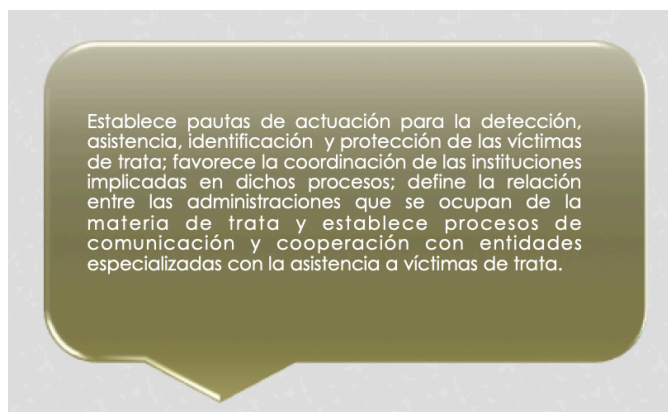 Establece pautas de actuación para la detección,
asistencia, identificación y protección de las víctimas
de trata; favorece la coordinación de las instituciones
implicadas en dichos procesos; define la relación
entre las administraciones que se ocupan de la
materia de trata y establece procesos de
comunicación y cooperación con entidades
especializadas con la asistencia a víctimas de trata.